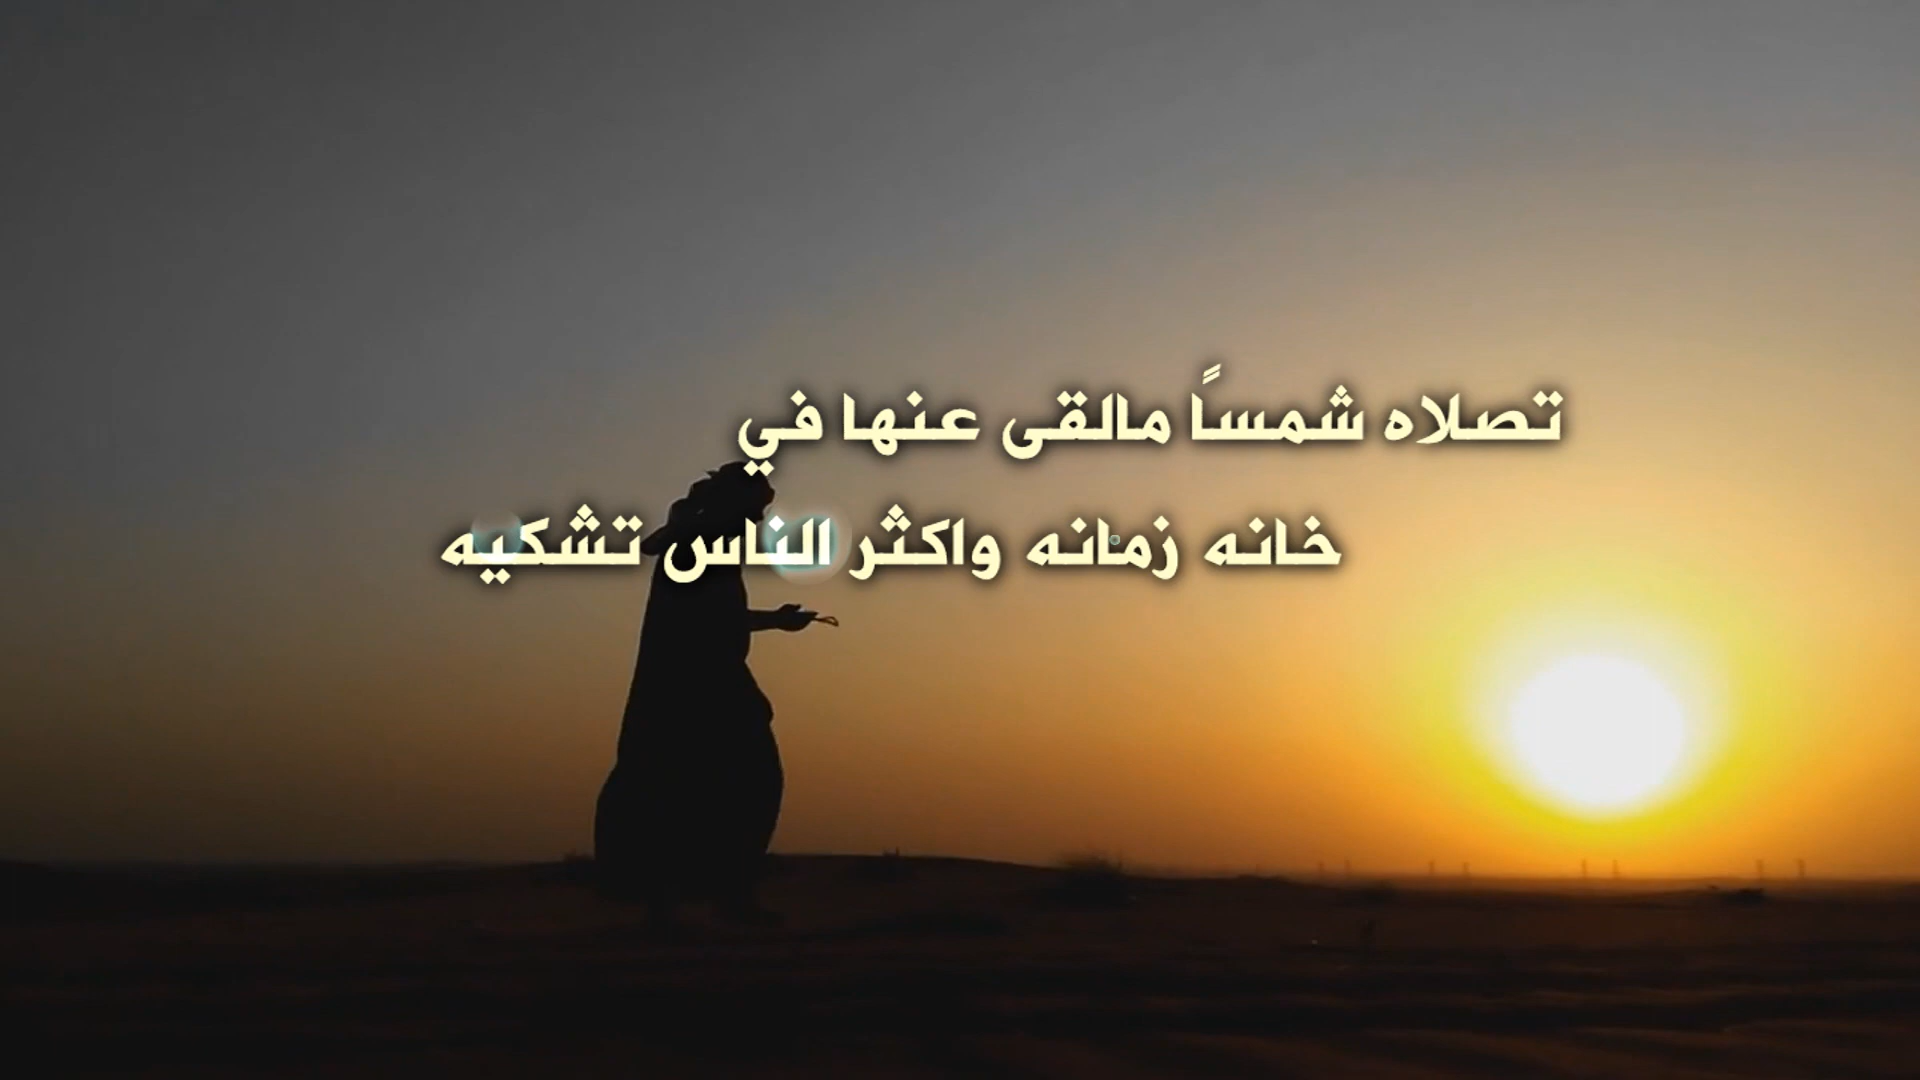 تصلاه شمساً مالقى عنها في
خانه زمانه واكثر الناس تشكيه